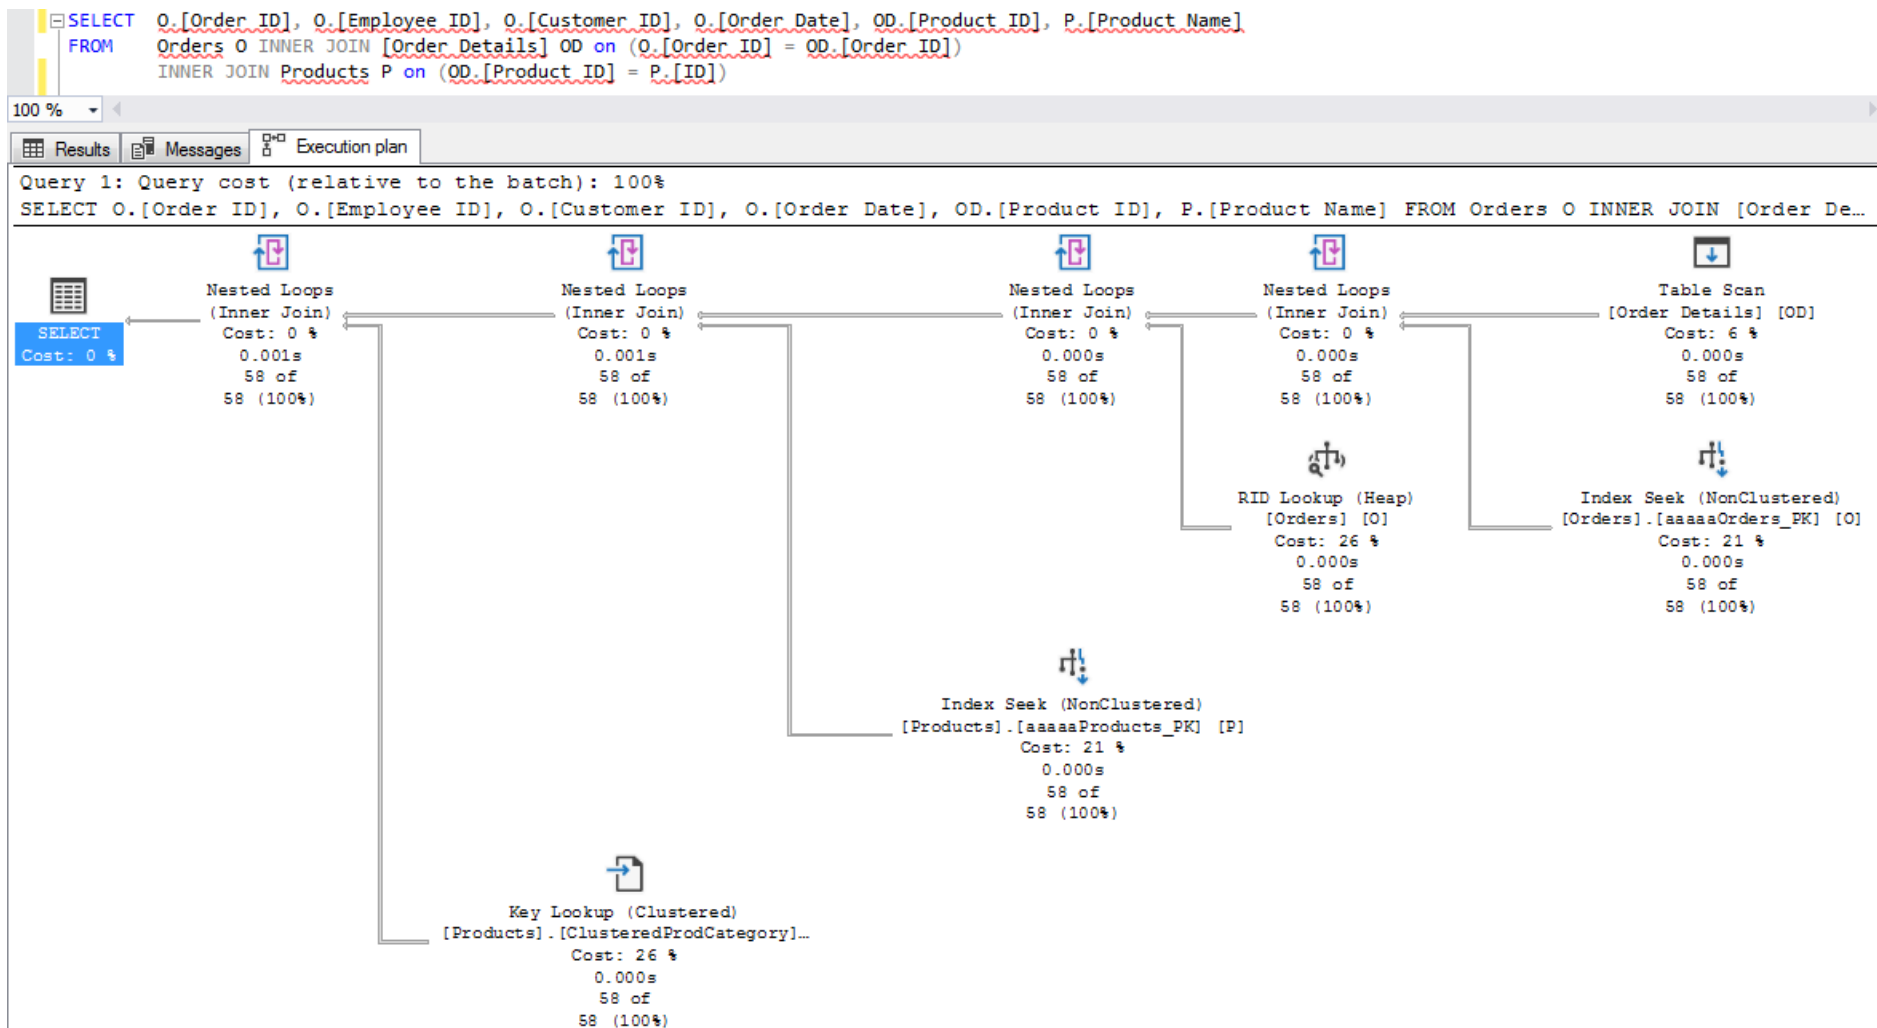 SELECT O.[Order ID], O.[Employee ID], O.[Customer ID], O.[Order Date], OD.[Product ID], P.[Product Name]
FROM Orders O INNER JOIN [Order Details] OD on (O.[Order ID] = OD.[Order ID])
INNER JOIN Products P on (OD.[Product ID] = P.[ID])
100 %
Results Messages Execution plan
Query 1: Query cost (relative to the batch): 100%
SELECT O.[Order ID], O.[Employee ID], O.[Customer ID], O.[Order Date], OD.[Product ID], P.[Product Name] FROM Orders O INNER JOIN [Order De…
SELECT
Cost: 0 %
Nested Loops
(Inner Join)
Cost: 0 %
0.001s
58 of
58 (100%)
Nested Loops
(Inner Join)
Cost: 0 %
0.001s
58 of
58 (100%)
Nested Loops
(Inner Join)
Cost: 0 %
0.000s
58 of
58 (100%)
Nested Loops
(Inner Join)
Cost: 0 %
0.000s
58 of
58 (100%)
Table Scan
[Order Details] [OD]
Cost: 6 %
0.000s
58 of
58 (100%)
RID Lookup (Heap)
[Orders] [O]
Cost: 26 %
0.000s
58 of
58 (100%)
Index Seek (NonClustered)
[Orders].[aaaaaOrders_PK] [O]
Cost: 21 %
0.000s
58 of
58 (100%)
Index Seek (NonClustered)
[Products].[aaaaaProducts_PK] [P]
Cost: 21 %
0.000s
58 of
58 (100%)
Key Lookup (Clustered)
[Products].[ClusteredProdCategory]…
Cost: 26 %
0.000s
58 of
58 (100%)